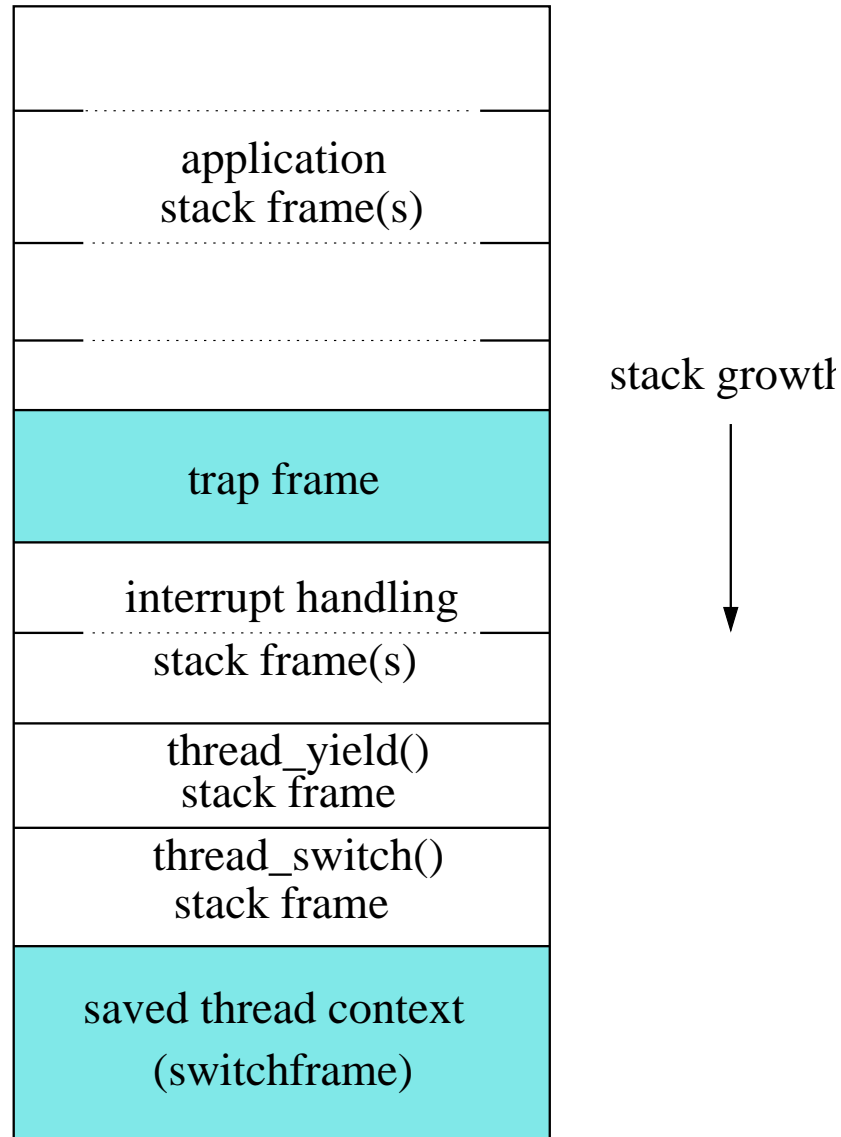 application
stack frame(s)
stack growth
trap frame
interrupt handling
stack frame(s)
thread_yield()
stack frame
thread_switch()
stack frame
saved thread context
(switchframe)